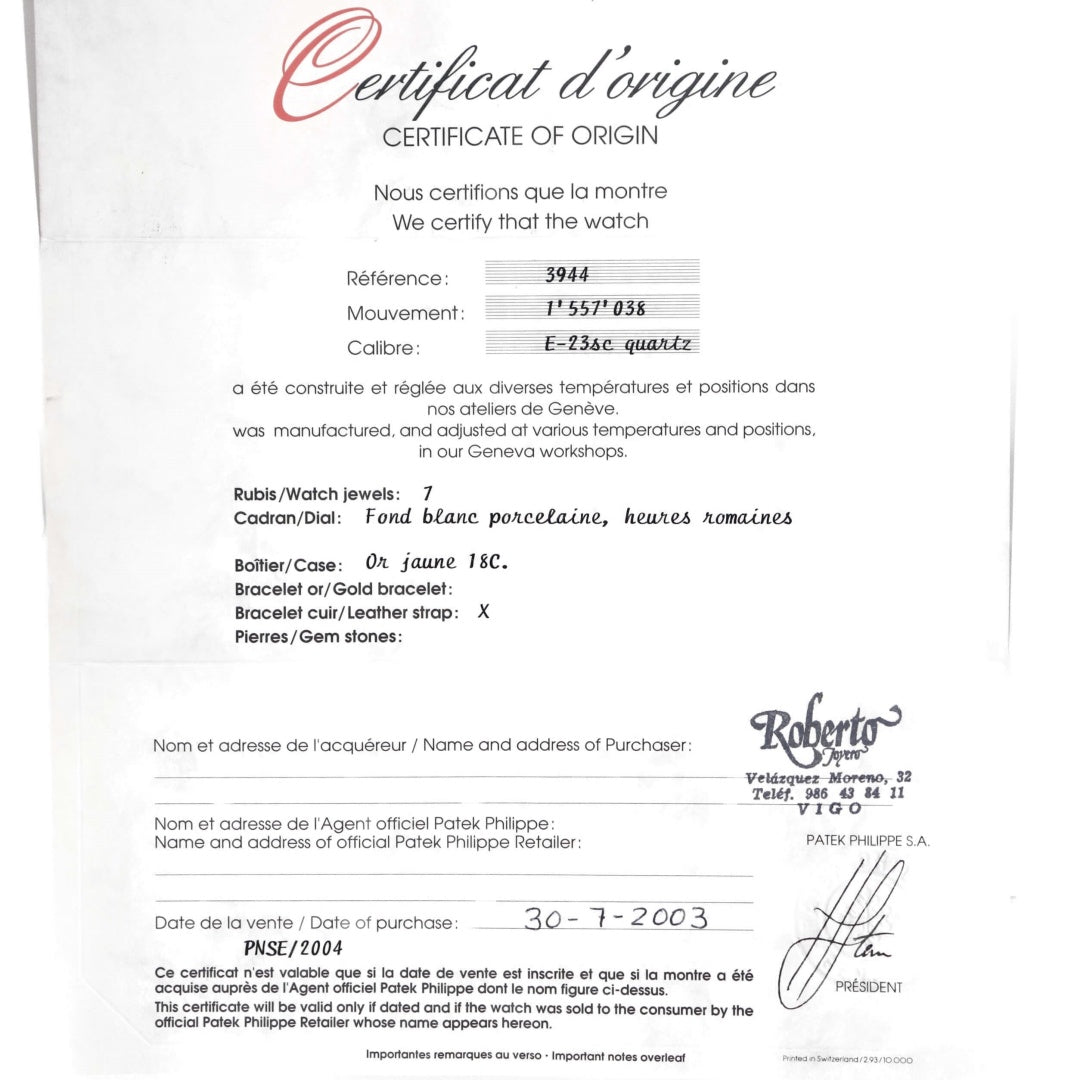 Certificat d'origine
CERTIFICATE OF ORIGIN
Nous certifions que la montre
We certify that the watch
Référence: 3944
Mouvement: 1'557'038
Calibre: E-23sc quartz
a été construite et réglée aux diverses températures et positions dans
nos ateliers de Genève.
was manufactured, and adjusted at various temperatures and positions,
in our Geneva workshops.
Rubis/Watch jewels: 7
Cadran/Dial: Fond blanc porcelaine, heures romaines
Boîtier/Case: Or jaune 18C.
Bracelet or/Gold bracelet:
Bracelet cuir/Leather strap: X
Pierres/Gem stones:
Roberto
Joyero
Velázquez Moreno, 32
Teléf. 986 43 84 11
VIGO
Nom et adresse de l'acquéreur / Name and address of Purchaser:
Nom et adresse de l'Agent officiel Patek Philippe:
Name and address of official Patek Philippe Retailer:
PATEK PHILIPPE S.A.
Date de la vente / Date of purchase: 30-7-2003
PNSE/2004
Ce certificat n'est valable que si la date de vente est inscrite et que si la montre a été
acquise auprès de l'Agent officiel Patek Philippe dont le nom figure ci-dessus.
This certificate will be valid only if dated and if the watch was sold to the consumer by the
official Patek Philippe Retailer whose name appears hereon.
PRÉSIDENT
Importantes remarques au verso · Important notes overleaf
Printed in Switzerland/2.93/10.000